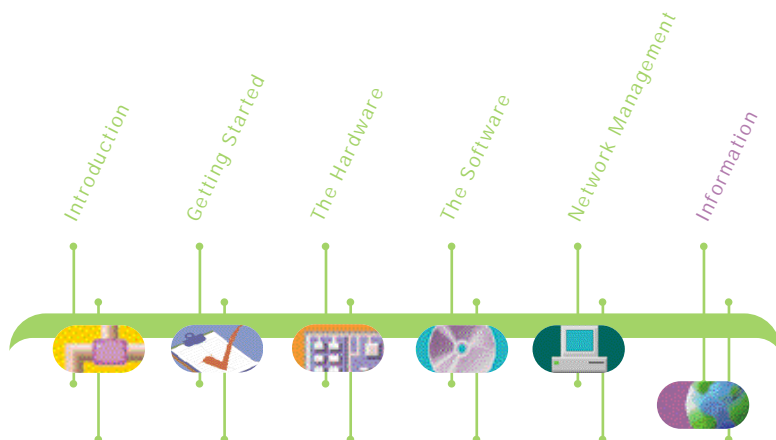 Introduction
Getting Started
The Hardware
The Software
Network Management
Information